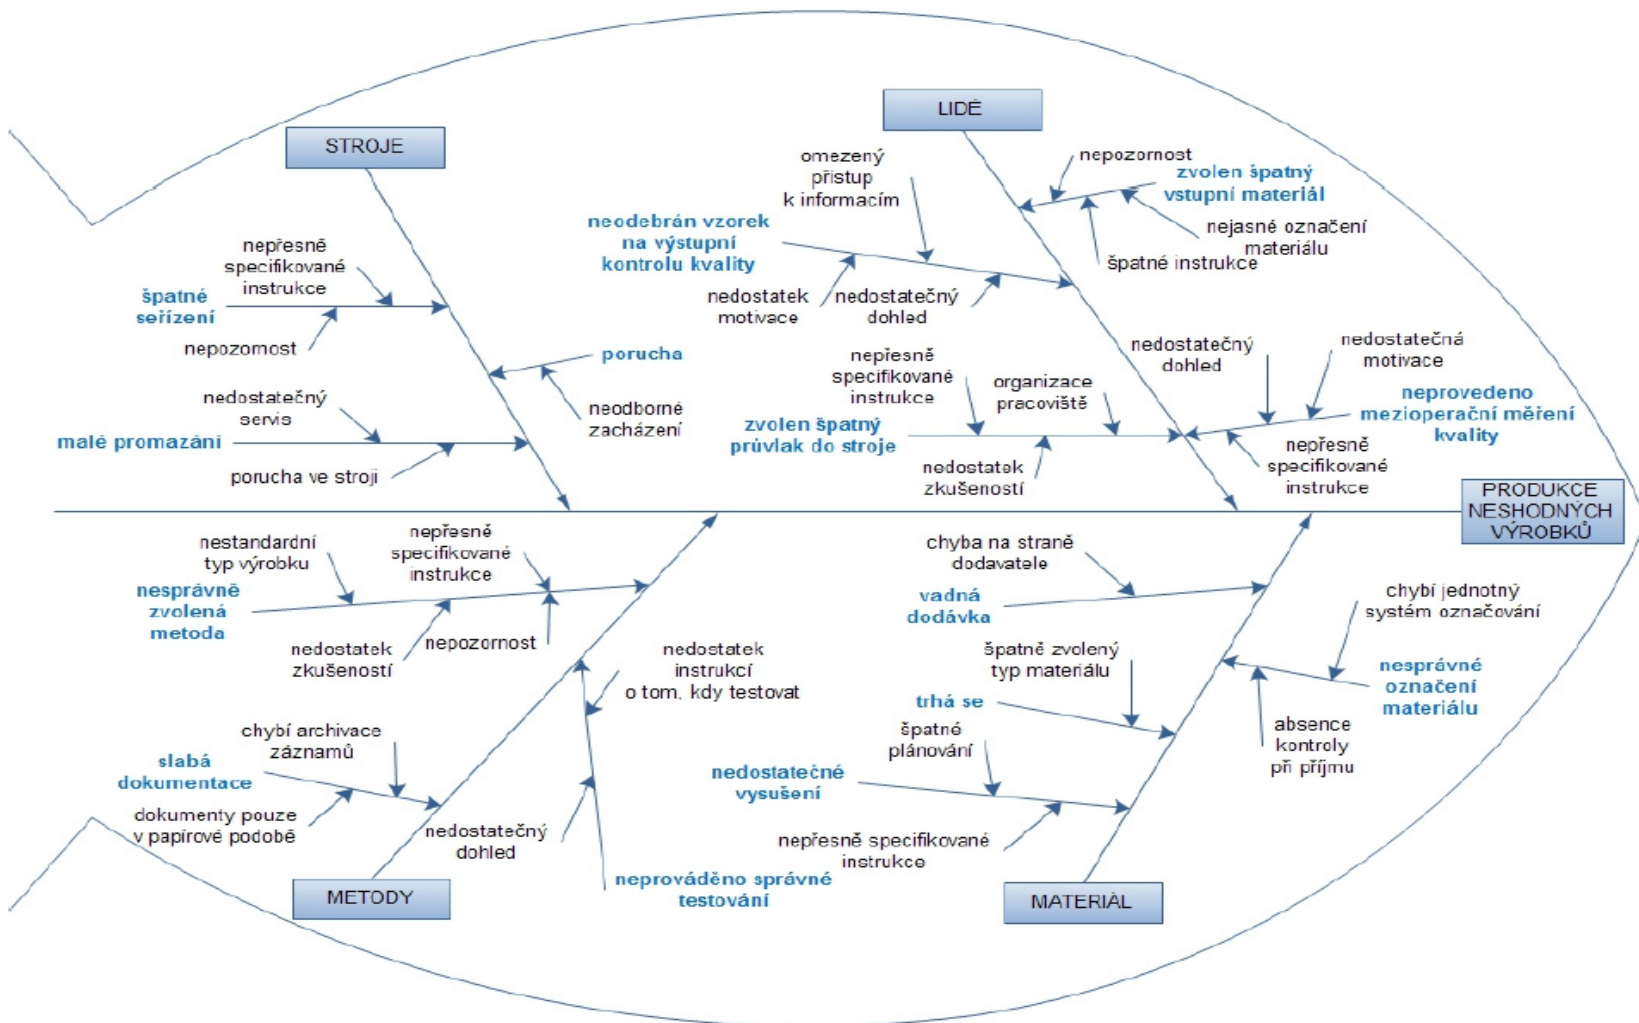 STROJE
nepřesně
specifikované
instrukce
špatné
seřízení
nepozornost
porucha
neodborné
zacházení
nedostatečný
servis
malé promazání
porucha ve stroji
LIDÉ
omezený
přístup
k informacím
nepozornost
zvolen špatný
vstupní materiál
nejasné označení
materiálu
špatné instrukce
neodebrán vzorek
na výstupní
kontrolu kvality
nedostatek
motivace
nedostatečný
dohled
nepřesně
specifikované
instrukce
organizace
pracoviště
zvolen špatný
průvlak do stroje
nedostatek
zkušeností
nedostatečný
dohled
nedostatečná
motivace
neprovedeno
mezioperační měření
kvality
nepřesně
specifikované
instrukce
PRODUKCE
NESHODNÝCH
VÝROBKŮ
nestandardní
typ výrobku
nepřesně
specifikované
instrukce
nesprávně
zvolená
metoda
nedostatek
zkušeností
nepozornost
nedostatek
instrukcí
o tom, kdy testovat
chybí archivace
záznamů
slabá
dokumentace
dokumenty pouze
v papírové podobě
nedostatečný
dohled
neprováděno správné
testování
METODY
chyba na straně
dodavatele
vadná
dodávka
chybí jednotný
systém označování
špatně zvolený
typ materiálu
trhá se
nesprávné
označení
materiálu
absence
kontroly
při příjmu
špatné
plánování
nedostatečné
vysušení
nepřesně specifikované
instrukce
MATERIÁL